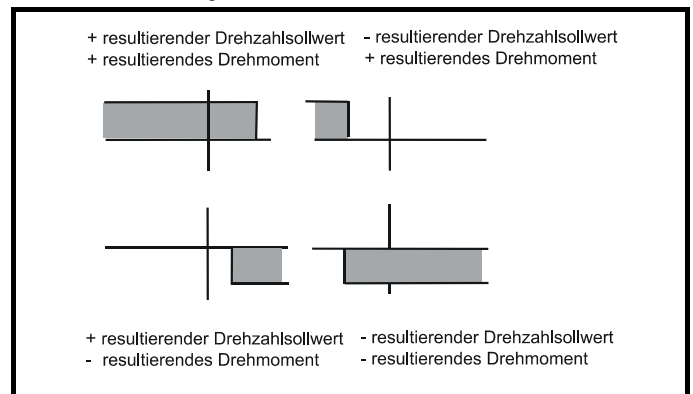 + resultierender Drehzahlsollwert - resultierender Drehzahlsollwert
+ resultierendes Drehmoment + resultierendes Drehmoment
+ resultierender Drehzahlsollwert - resultierender Drehzahlsollwert
- resultierendes Drehmoment - resultierendes Drehmoment